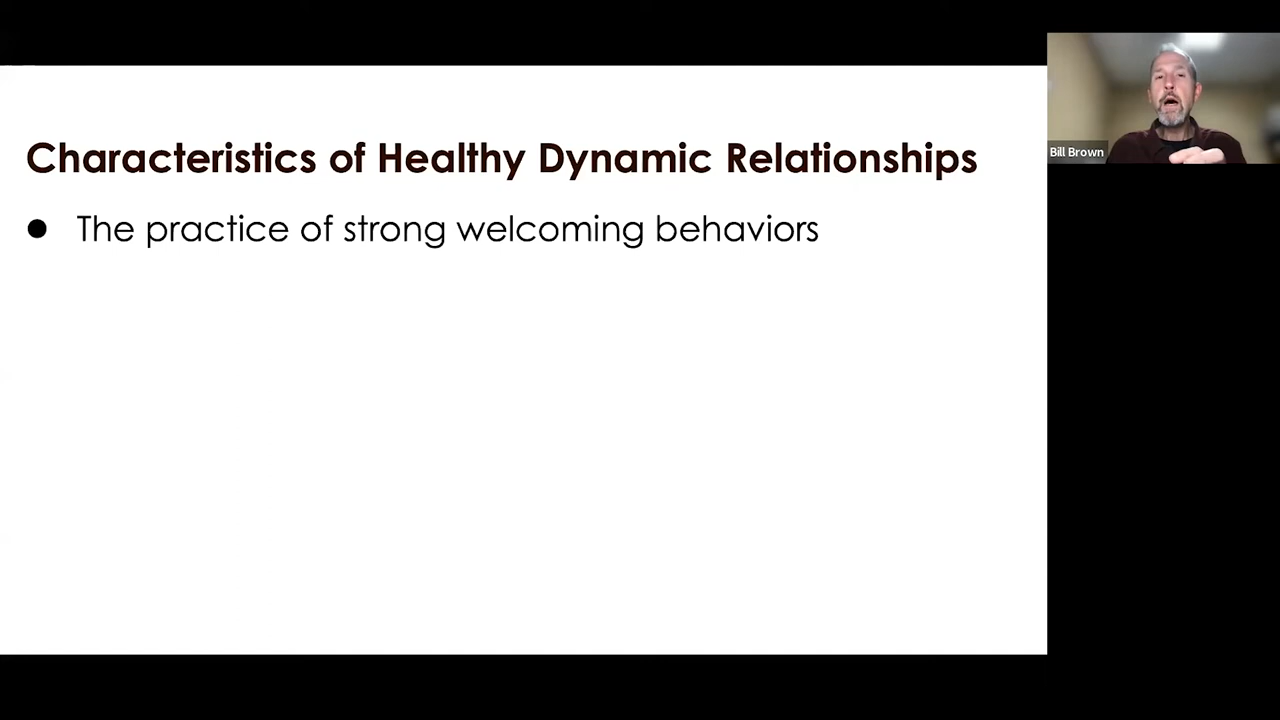 Characteristics of Healthy Dynamic Relationships
● The practice of strong welcoming behaviors
Bill Brown